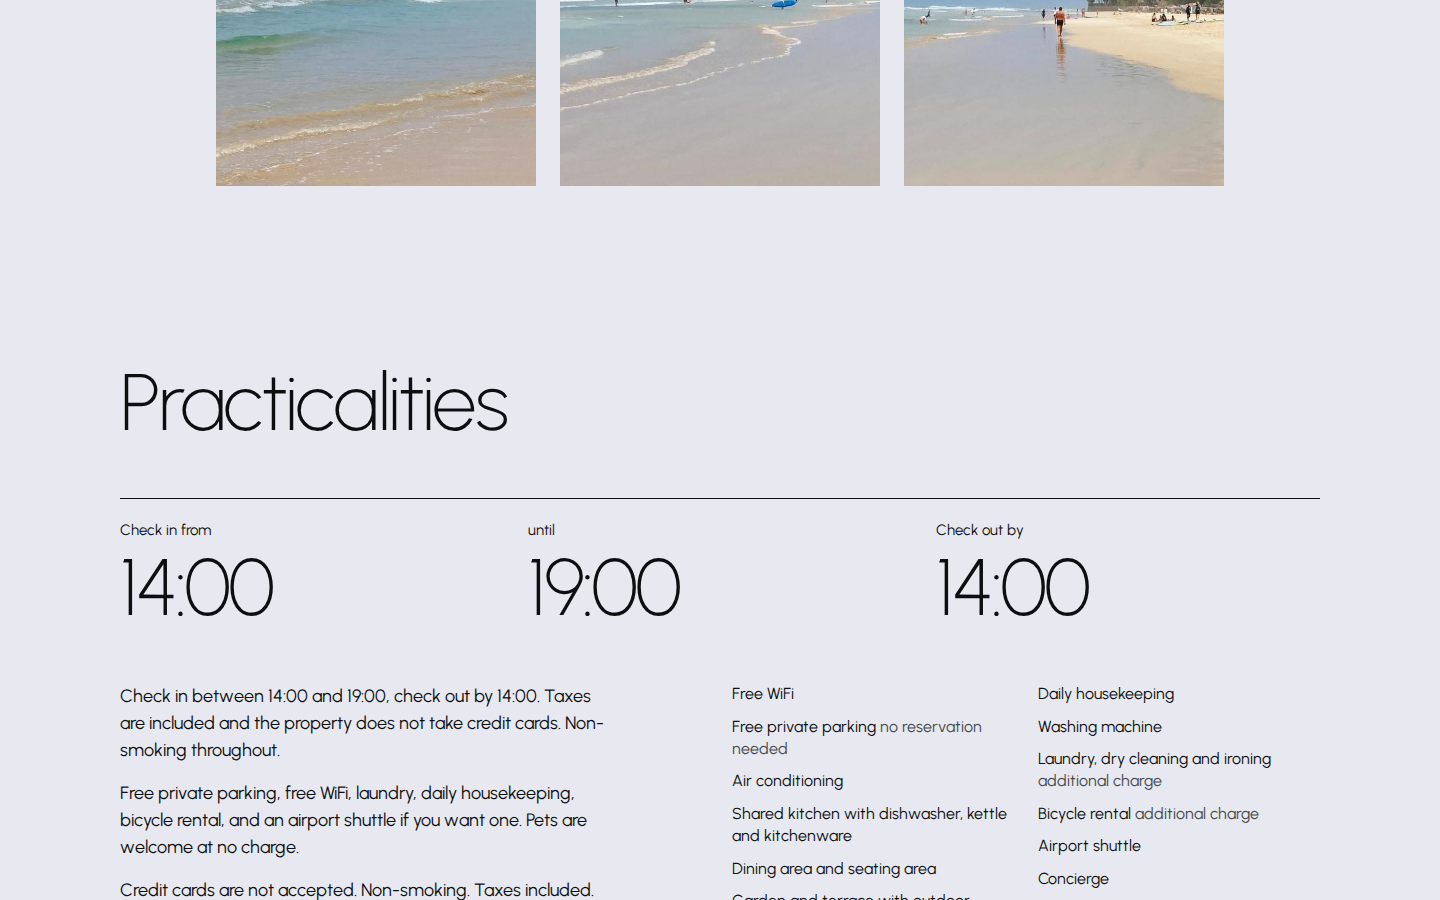 Practicalities
Check in from
14:00
until
19:00
Check out by
14:00
Check in between 14:00 and 19:00, check out by 14:00. Taxes
are included and the property does not take credit cards. Non-
smoking throughout.
Free private parking, free WiFi, laundry, daily housekeeping,
bicycle rental, and an airport shuttle if you want one. Pets are
welcome at no charge.
Credit cards are not accepted. Non-smoking. Taxes included.
Free WiFi
Free private parking no reservation
needed
Air conditioning
Shared kitchen with dishwasher, kettle
and kitchenware
Dining area and seating area
Garden and terrace with outdoor
Daily housekeeping
Washing machine
Laundry, dry cleaning and ironing
additional charge
Bicycle rental additional charge
Airport shuttle
Concierge